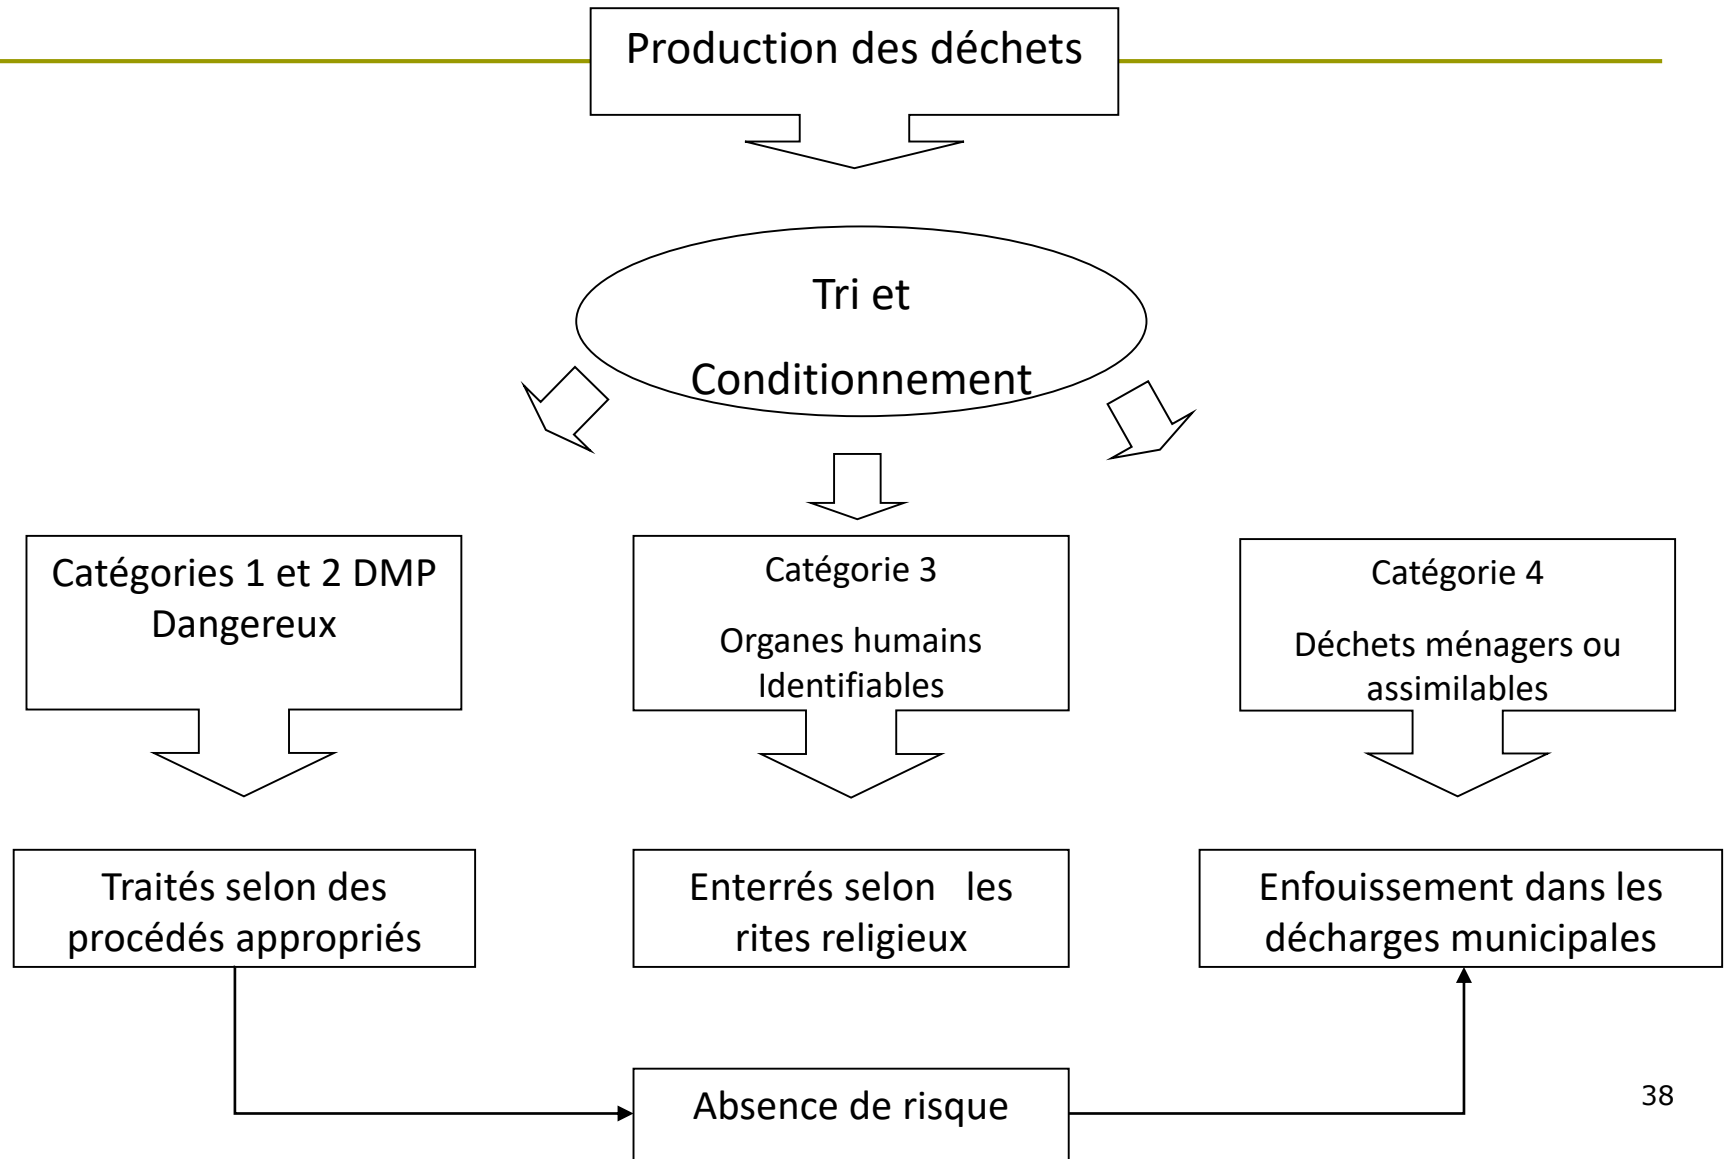 Production des déchets
Tri et
Conditionnement
Catégories 1 et 2 DMP
Dangereux
Catégorie 3
Organes humains
Identifiables
Catégorie 4
Déchets ménagers ou
assimilables
Traités selon des
procédés appropriés
Enterrés selon les
rites religieux
Enfouissement dans les
décharges municipales
Absence de risque
38